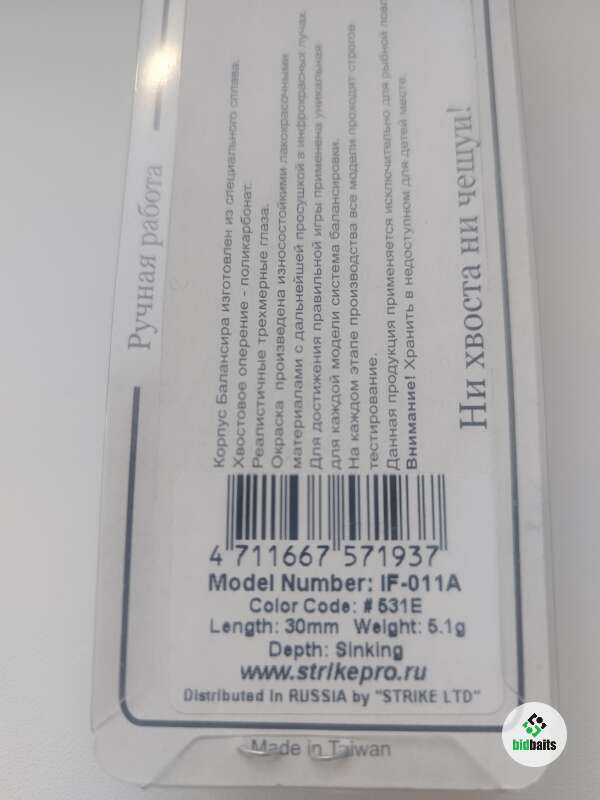 Ручная работа
Корпус Балансира изготовлен из специального сплава.
Хвостовое оперение - поликарбонат.
Реалистичные трехмерные глаза.
Окраска произведена износостойкими лакокрасочными
материалами с дальнейшей просушкой в инфрокрасных лучах.
Для достижения правильной игры применена уникальная
для каждой модели система балансировки.
На каждом этапе производства все модели проходят строгое
тестирование.
Данная продукция применяется исключительно для рыбной
Внимание! Хранить в недоступном для детей месте.
Ни хвоста ни чешуи!
4 711667 571937
Model Number: IF-011A
Color Code: # 531E
Length: 30mm Weight: 5.1g
Depth: Sinking
www.strikepro.ru
Distributed in RUSSIA by "STRIKE LTD"
Made in Taiwan
bidbaits